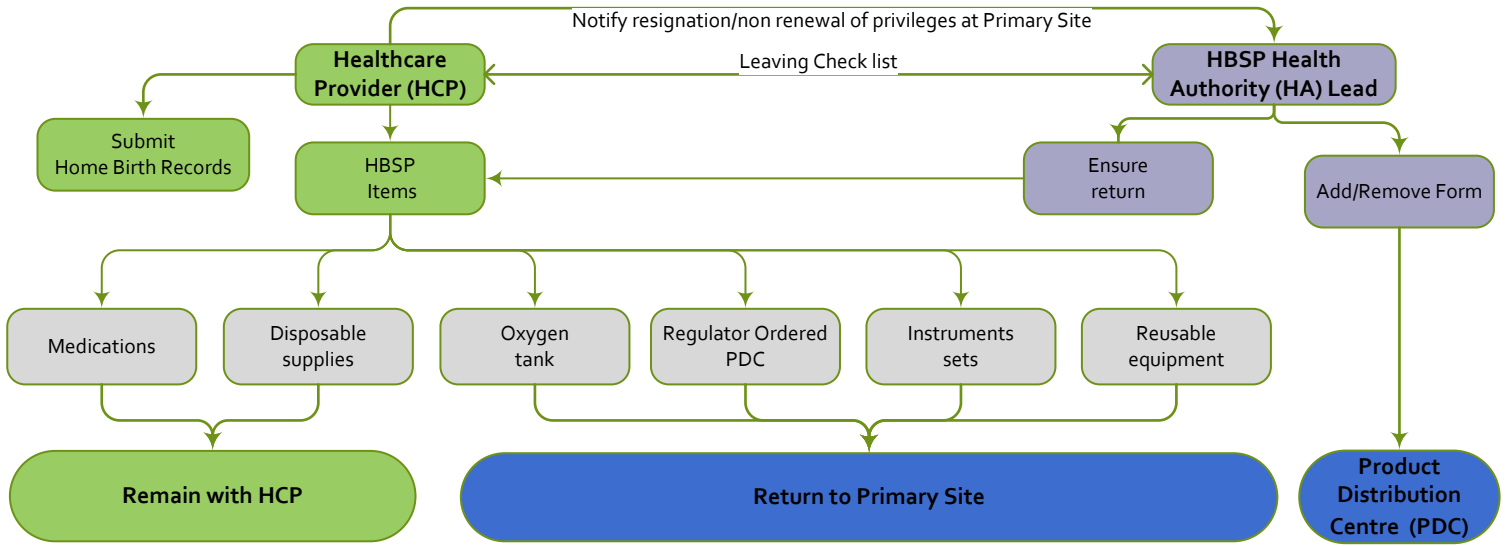 Notify resignation/non renewal of privileges at Primary Site
Healthcare
Provider (HCP)
Leaving Check list
HBSP Health
Authority (HA) Lead
Submit
Home Birth Records
HBSP
Items
Ensure
return
Add/Remove Form
Medications
Disposable
supplies
Oxygen
tank
Regulator Ordered
PDC
Instruments
sets
Reusable
equipment
Remain with HCP
Return to Primary Site
Product
Distribution
Centre (PDC)